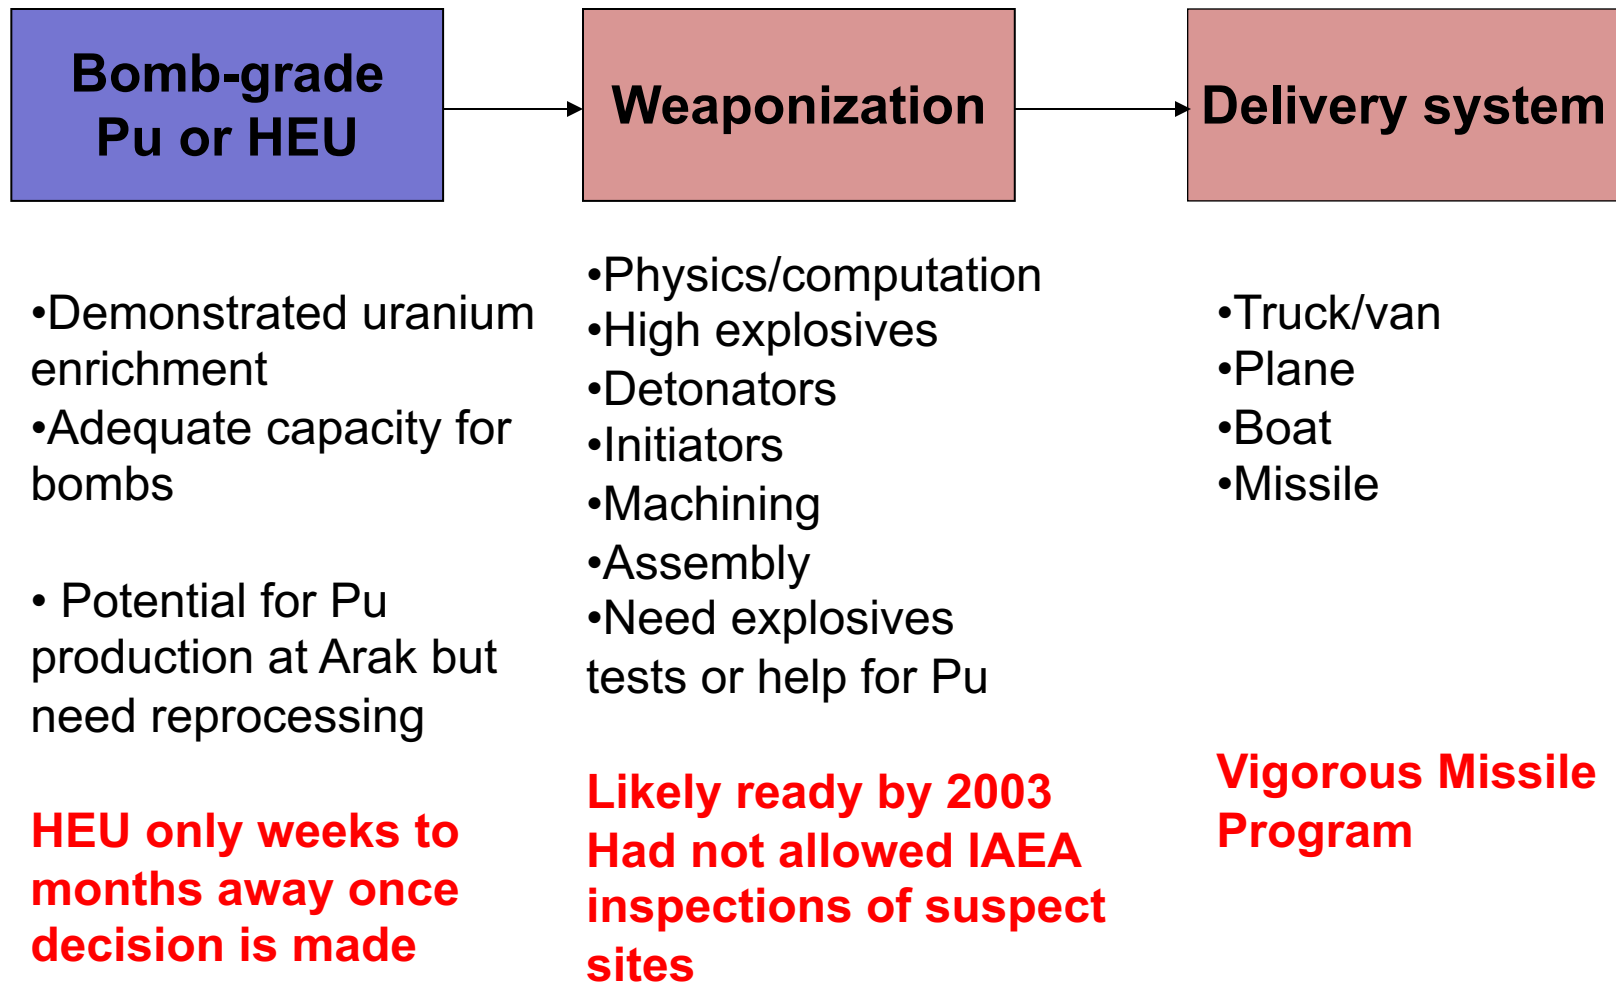 Bomb-grade
Pu or HEU
Weaponization
Delivery system
•Demonstrated uranium
enrichment
•Adequate capacity for
bombs
• Potential for Pu
production at Arak but
need reprocessing
HEU only weeks to
months away once
decision is made
•Physics/computation
•High explosives
•Detonators
•Initiators
•Machining
•Assembly
•Need explosives
tests or help for Pu
Likely ready by 2003
Had not allowed IAEA
inspections of suspect
sites
•Truck/van
•Plane
•Boat
•Missile
Vigorous Missile
Program